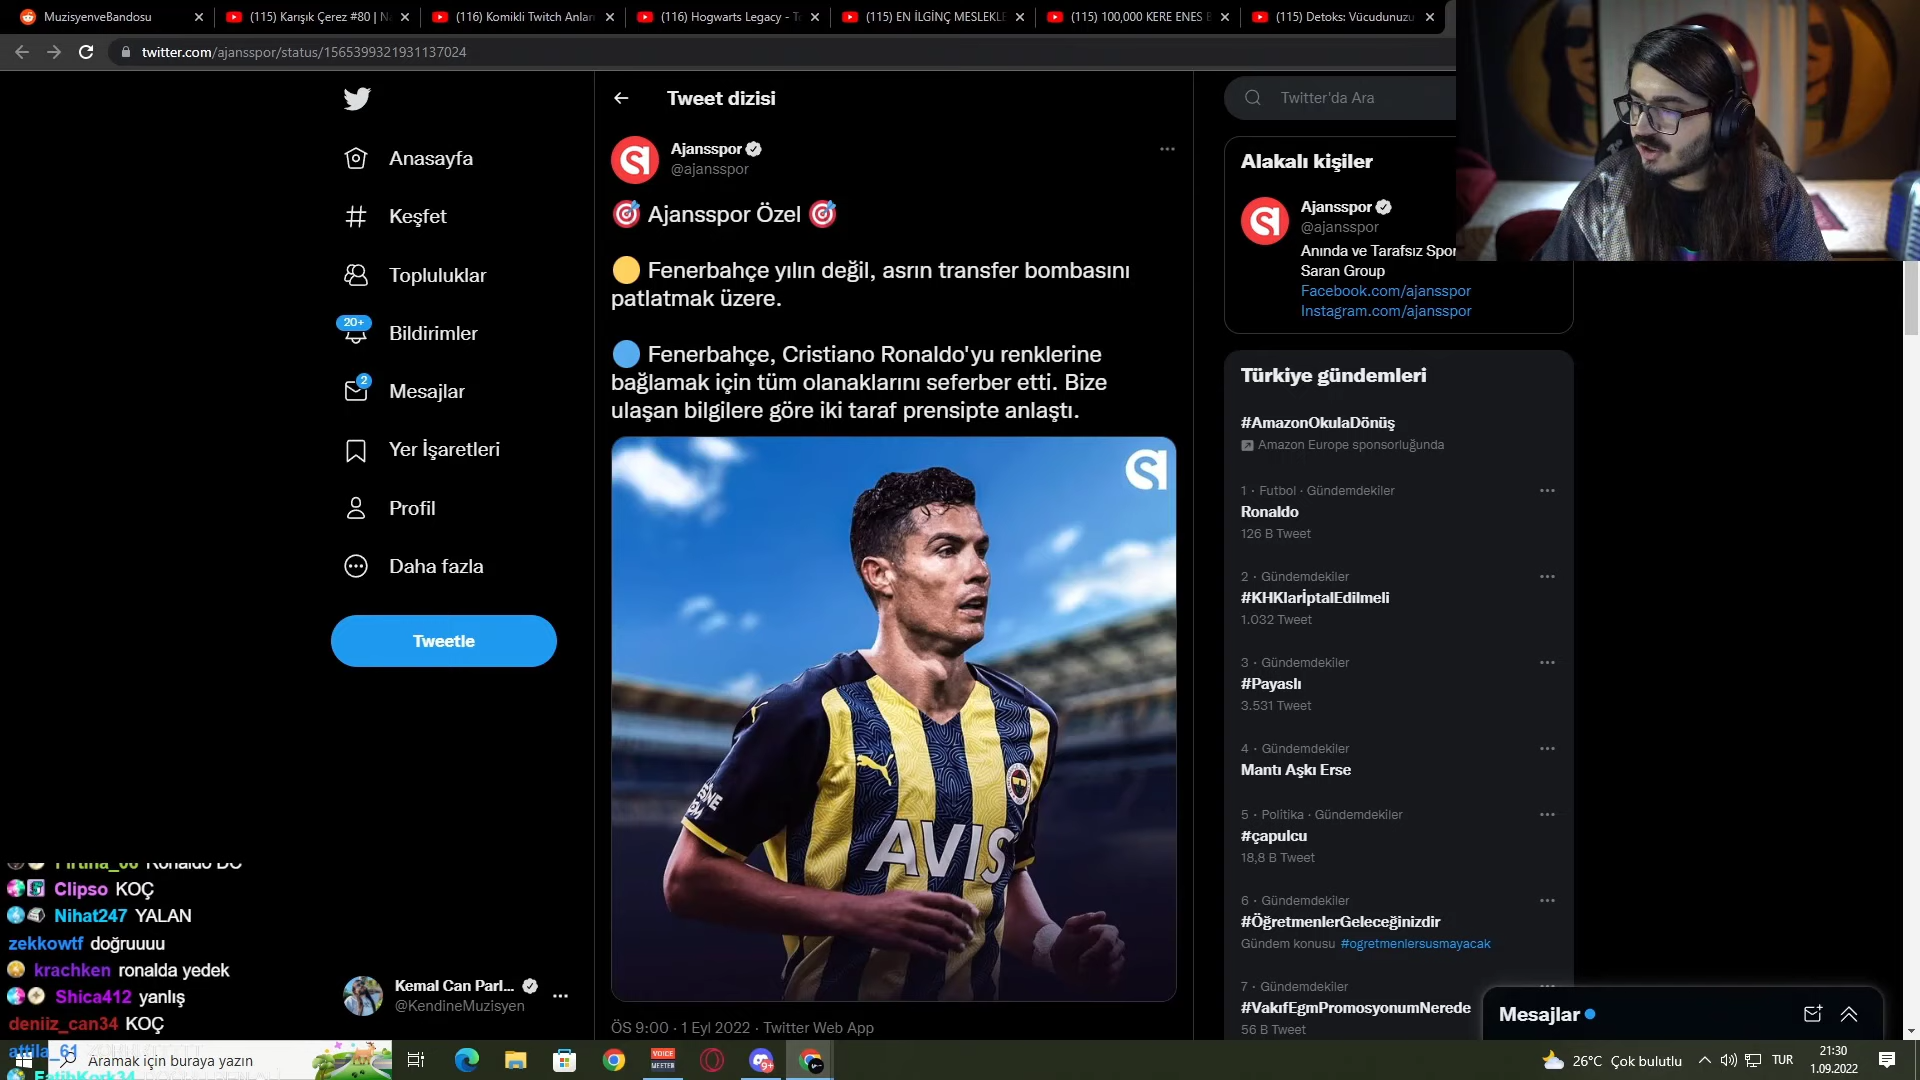 MuzisyenveBandosu
(115) Karışık Çerez #80 | N
(116) Komikli Twitch Anlar
(116) Hogwarts Legacy - T
(115) EN İLGİNÇ MESLEKLE
(115) 100,000 KERE ENES
(115) Detoks: Vücudunuzu
twitter.com/ajansspor/status/1565399321931137024
Anasayfa
Keşfet
Topluluklar
20+
Bildirimler
2
Mesajlar
Yer İşaretleri
Profil
Daha fazla
Tweetle
Kemal Can Parl...
@KendineMuzisyen
Tweet dizisi
Ajansspor
@ajansspor
Ajansspor Özel
Fenerbahçe yılın değil, asrın transfer bombasını
patlatmak üzere.
Fenerbahçe, Cristiano Ronaldo'yu renklerine
bağlamak için tüm olanaklarını seferber etti. Bize
ulaşan bilgilere göre iki taraf prensipte anlaştı.
AVIS
ÖS 9:00 · 1 Eyl 2022 · Twitter Web App
Twitter'da Ara
Alakalı kişiler
Ajansspor
@ajansspor
Anında ve Tarafsız Spor
Saran Group
Facebook.com/ajansspor
Instagram.com/ajansspor
Türkiye gündemleri
#AmazonOkulaDönüş
Amazon Europe sponsorluğunda
1 · Futbol · Gündemdekiler
Ronaldo
126 B Tweet
2 · Gündemdekiler
#KHKlarİptalEdilmeli
1.032 Tweet
3 · Gündemdekiler
#Payaslı
3.531 Tweet
4 · Gündemdekiler
Mantı Aşkı Erse
5 · Politika · Gündemdekiler
#çapulcu
18,8 B Tweet
6 · Gündemdekiler
#ÖğretmenlerGeleceğinizdir
Gündem konusu #ogretmenlersusmayacak
7 · Gündemdekiler
#VakıfEgmPromosyonumNerede
56 B Tweet
Mesajlar
Clipso KOÇ
Nihat247 YALAN
zekkowtf doğruuuu
krachken ronalda yedek
Shica412 yanlış
deniiz_can34 KOÇ
attila_61
FatihKork34
Aramak için buraya yazın
VOICE
MEETER
9+
26°C Çok bulutlu
TUR
21:30
1.09.2022